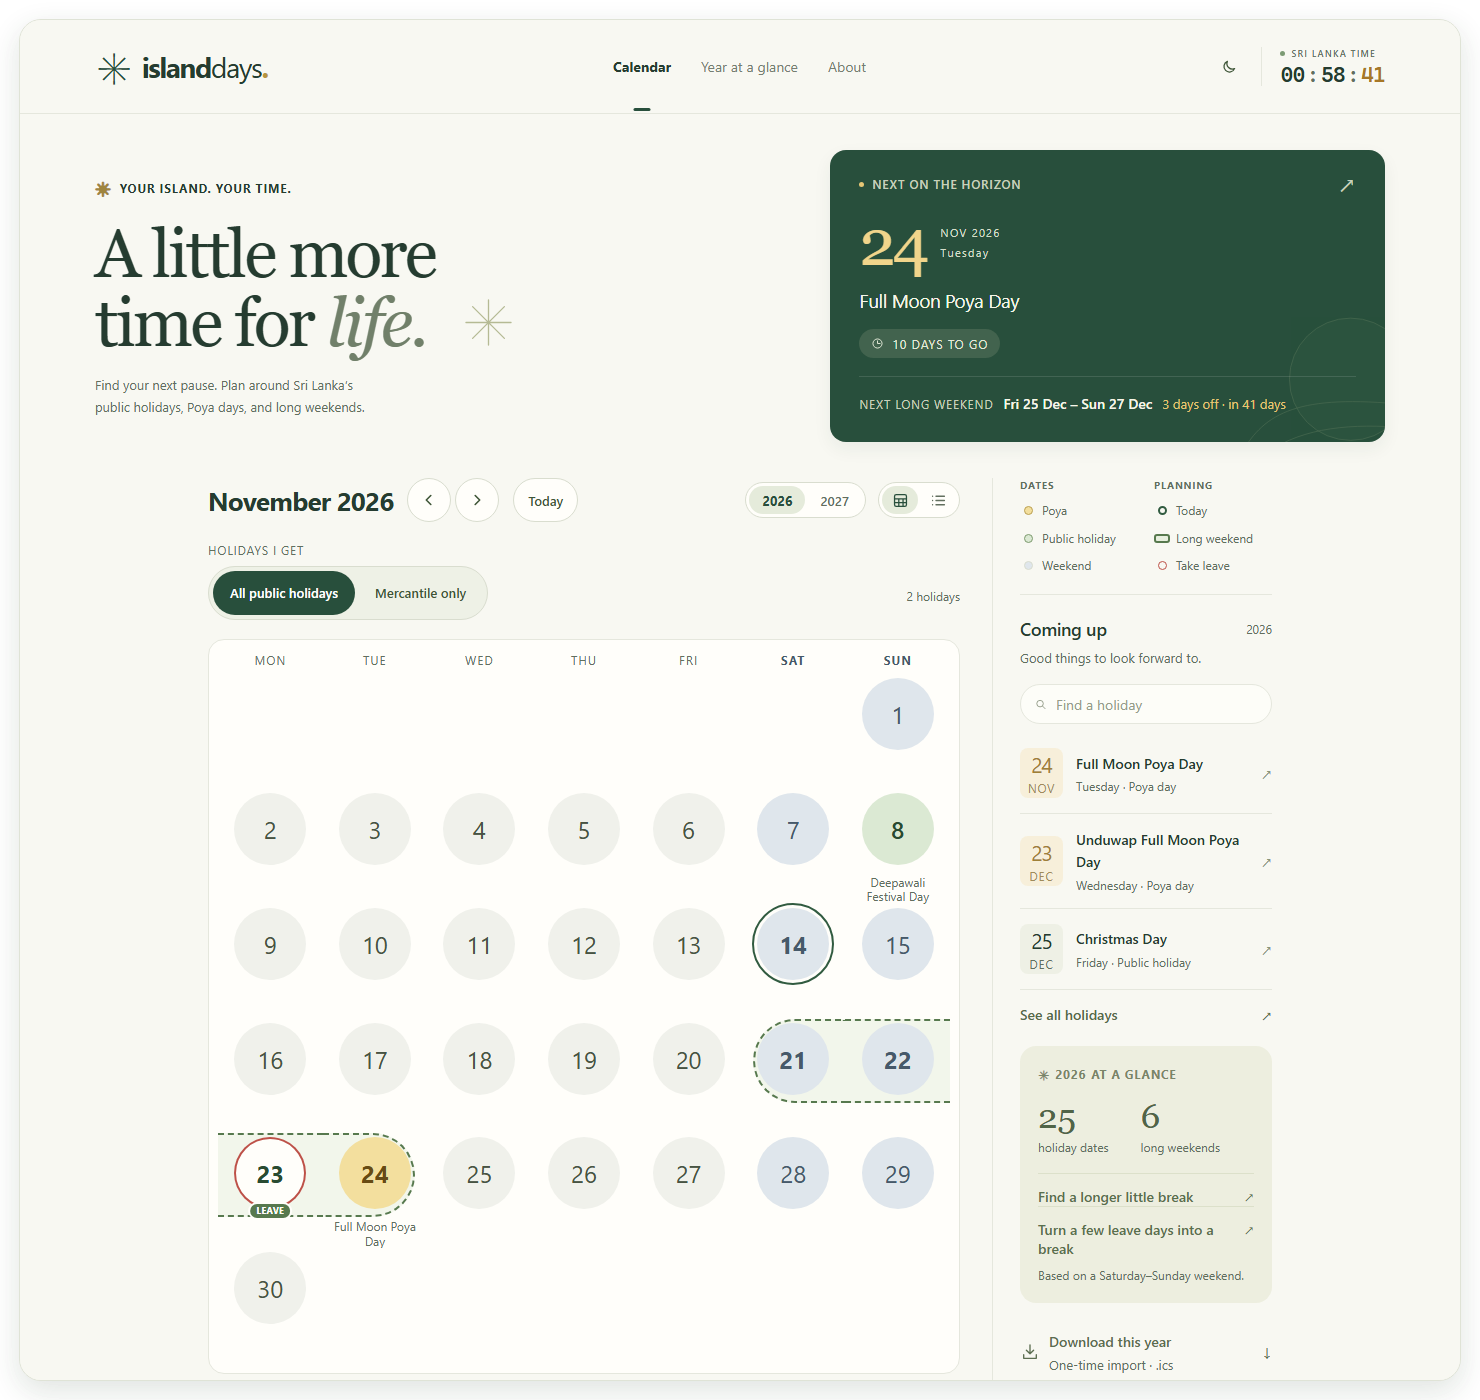 islanddays.
Calendar
Year at a glance
About
SRI LANKA TIME
00 : 58 : 41
YOUR ISLAND. YOUR TIME.
A little more
time for life.
Find your next pause. Plan around Sri Lanka's
public holidays, Poya days, and long weekends.
NEXT ON THE HORIZON
24
NOV 2026
Tuesday
Full Moon Poya Day
10 DAYS TO GO
NEXT LONG WEEKEND Fri 25 Dec – Sun 27 Dec 3 days off · in 41 days
November 2026
Today
2026
2027
HOLIDAYS I GET
All public holidays
Mercantile only
2 holidays
MON TUE WED THU FRI SAT SUN
1
2 3 4 5 6 7 8
Deepawali
Festival Day
9 10 11 12 13 14 15
16 17 18 19 20 21 22
23 24 25 26 27 28 29
LEAVE
Full Moon Poya
Day
30
DATES
Poya
Public holiday
Weekend
PLANNING
Today
Long weekend
Take leave
Coming up
2026
Good things to look forward to.
Find a holiday
24
NOV
Full Moon Poya Day
Tuesday · Poya day
23
DEC
Unduwap Full Moon Poya
Day
Wednesday · Poya day
25
DEC
Christmas Day
Friday · Public holiday
See all holidays
2026 AT A GLANCE
25
holiday dates
6
long weekends
Find a longer little break
Turn a few leave days into a
break
Based on a Saturday–Sunday weekend.
Download this year
One-time import · .ics